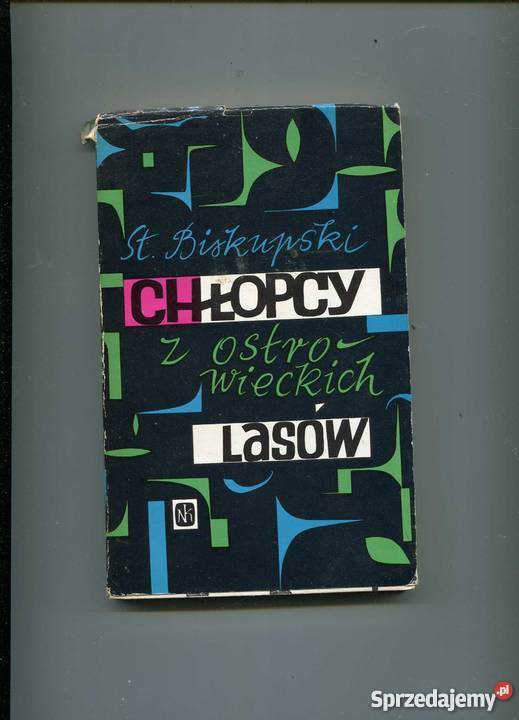 St. Biskupski
CHŁOPCY
z ostro-
wieckich
LASÓW
NK
Sprzedajemy.pl